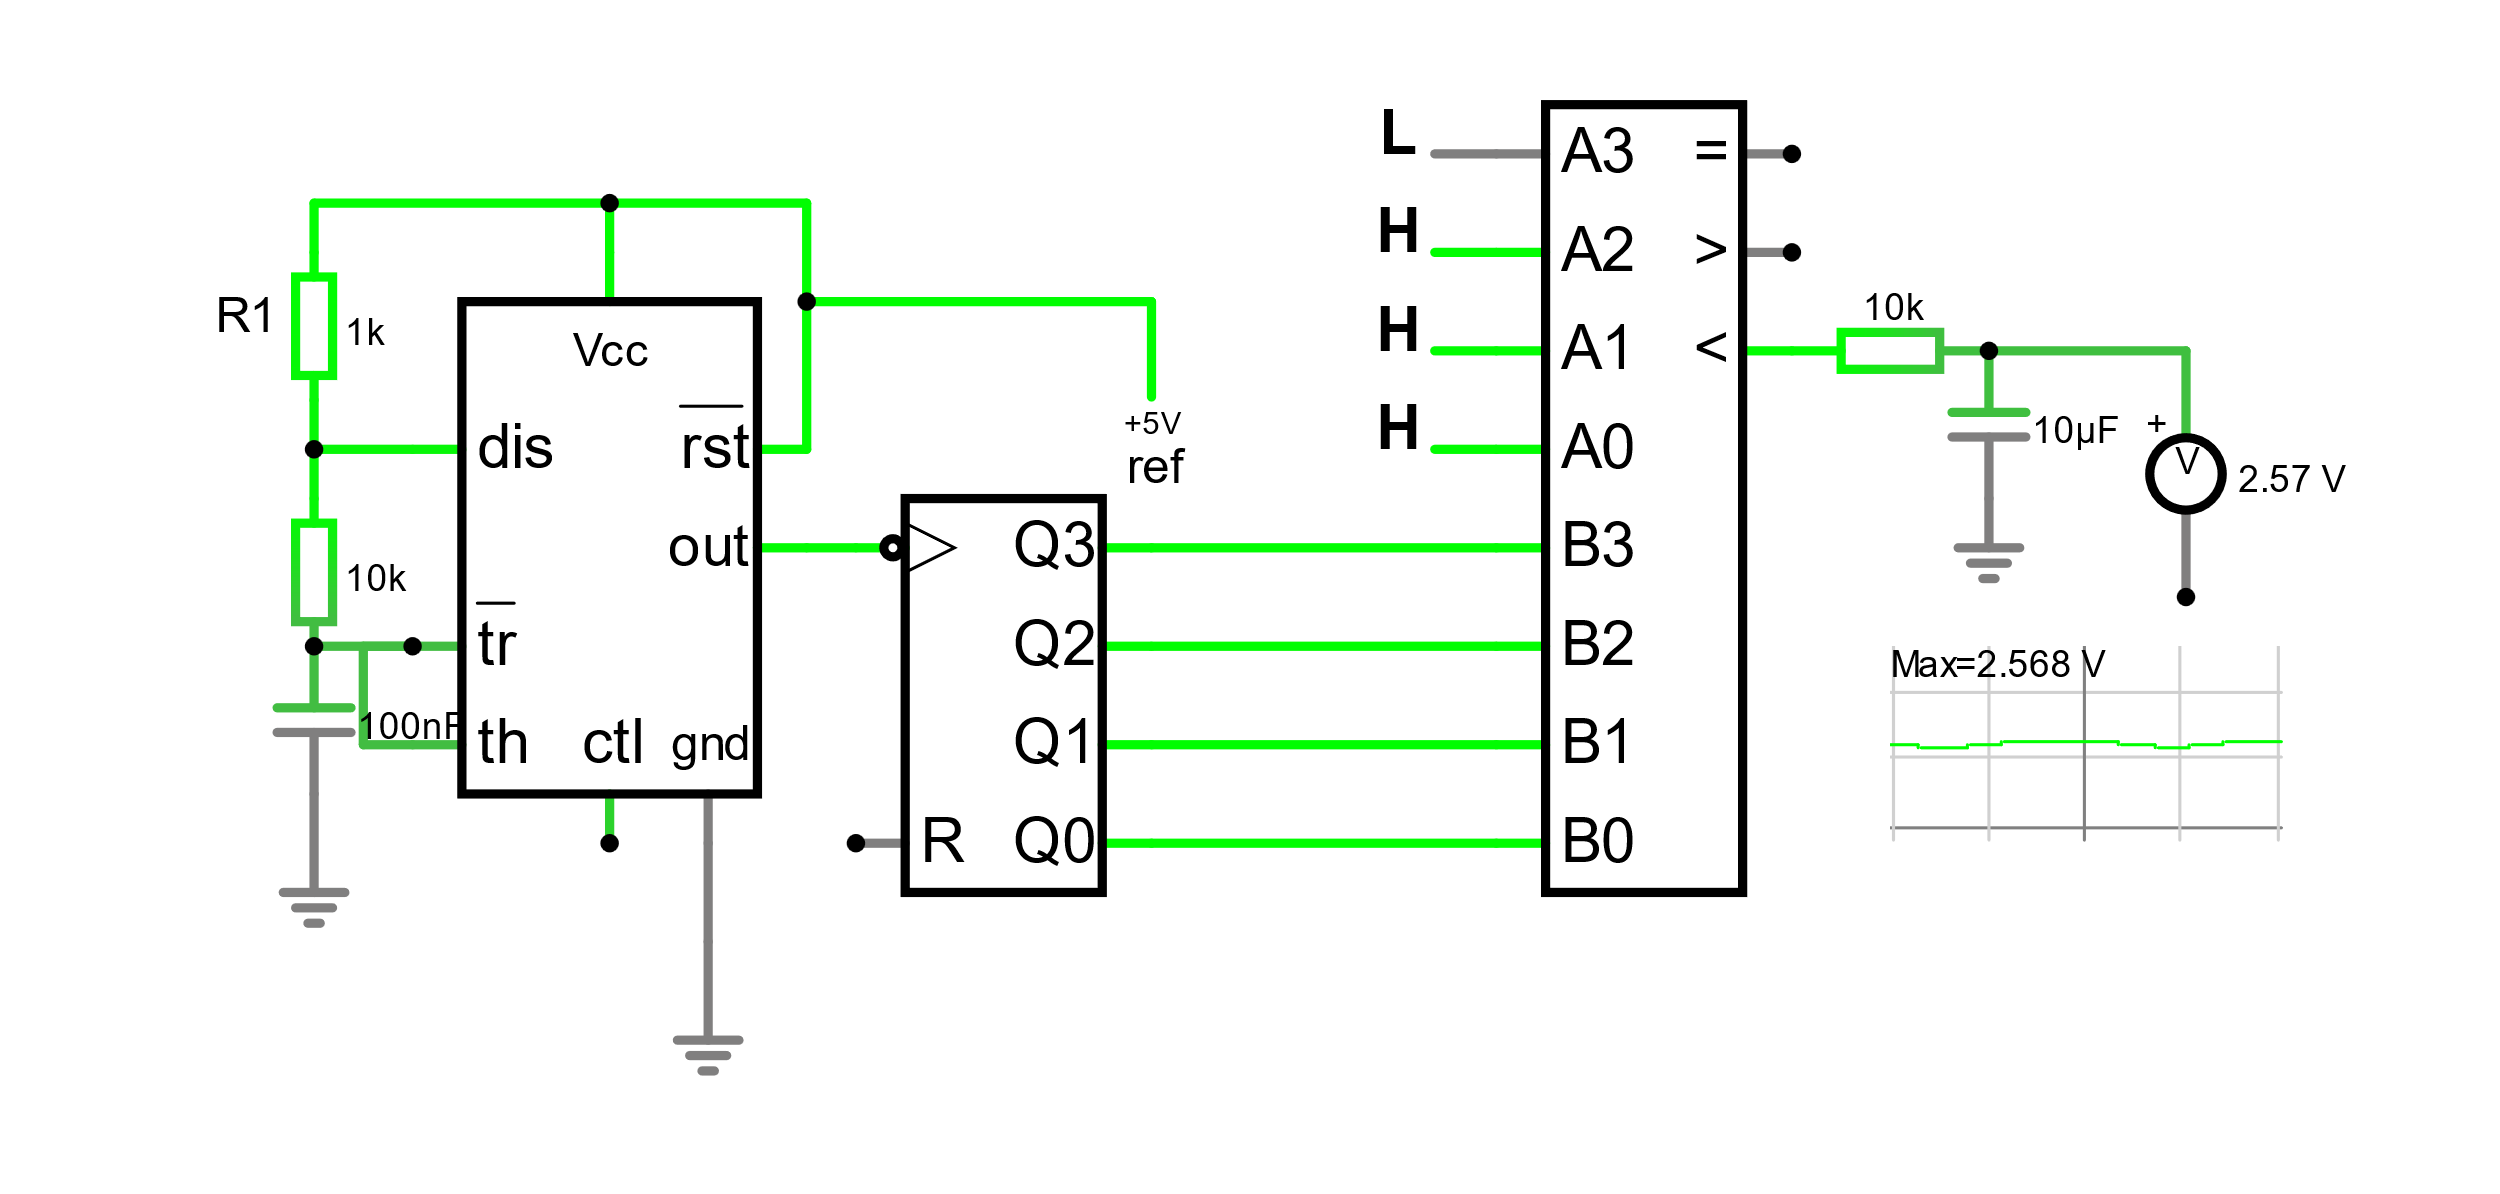 R1
1k
10k
100nF
Vcc
dis
rst
out
tr
th
ctl
gnd
+5V
ref
Q3
Q2
Q1
R
Q0
L
H
H
H
A3
=
A2
>
A1
<
A0
B3
B2
B1
B0
10k
10μF
+
V
2.57 V
Max=2.568 V